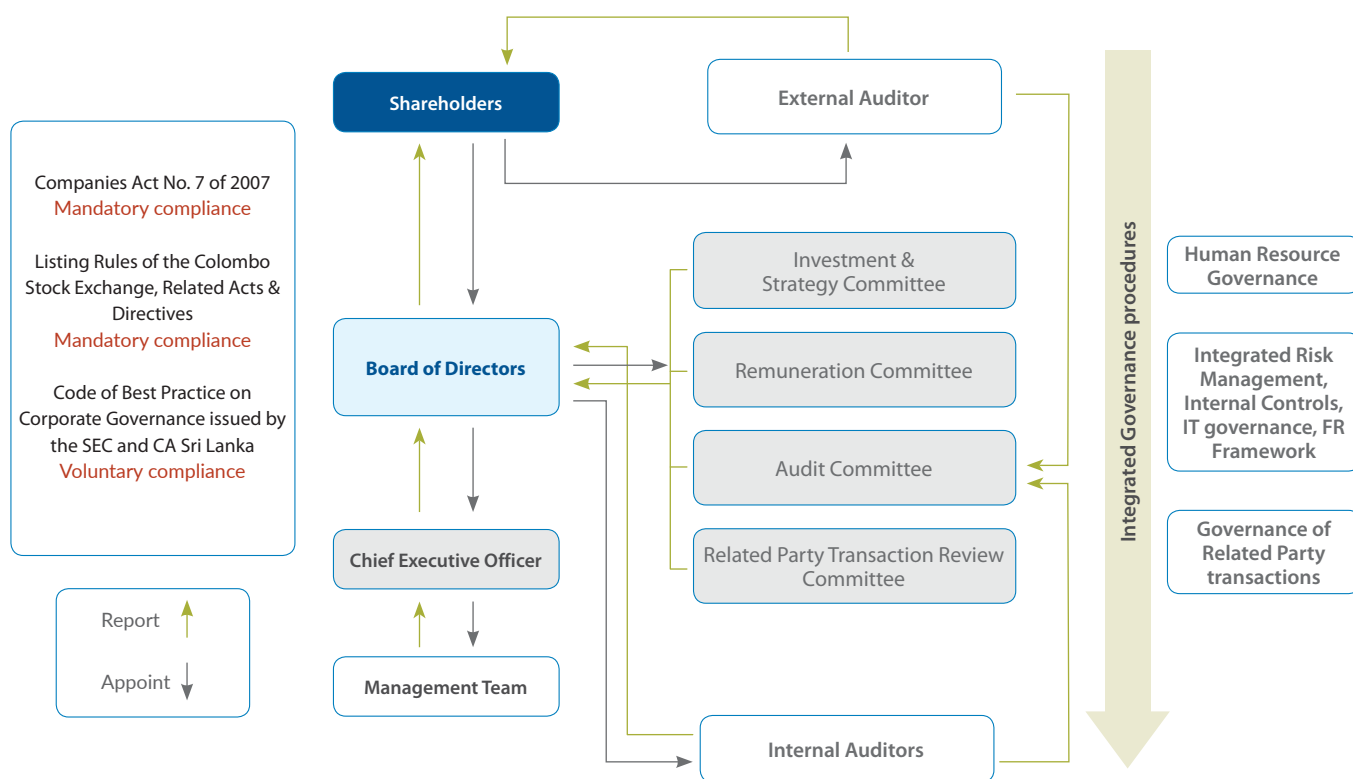 Shareholders
External Auditor
Companies Act No. 7 of 2007
Mandatory compliance
Listing Rules of the Colombo
Stock Exchange, Related Acts &
Directives
Mandatory compliance
Code of Best Practice on
Corporate Governance issued by
the SEC and CA Sri Lanka
Voluntary compliance
Report
Appoint
Board of Directors
Chief Executive Officer
Management Team
Investment &
Strategy Committee
Remuneration Committee
Audit Committee
Related Party Transaction Review
Committee
Internal Auditors
Integrated Governance procedures
Human Resource
Governance
Integrated Risk
Management,
Internal Controls,
IT governance, FR
Framework
Governance of
Related Party
transactions